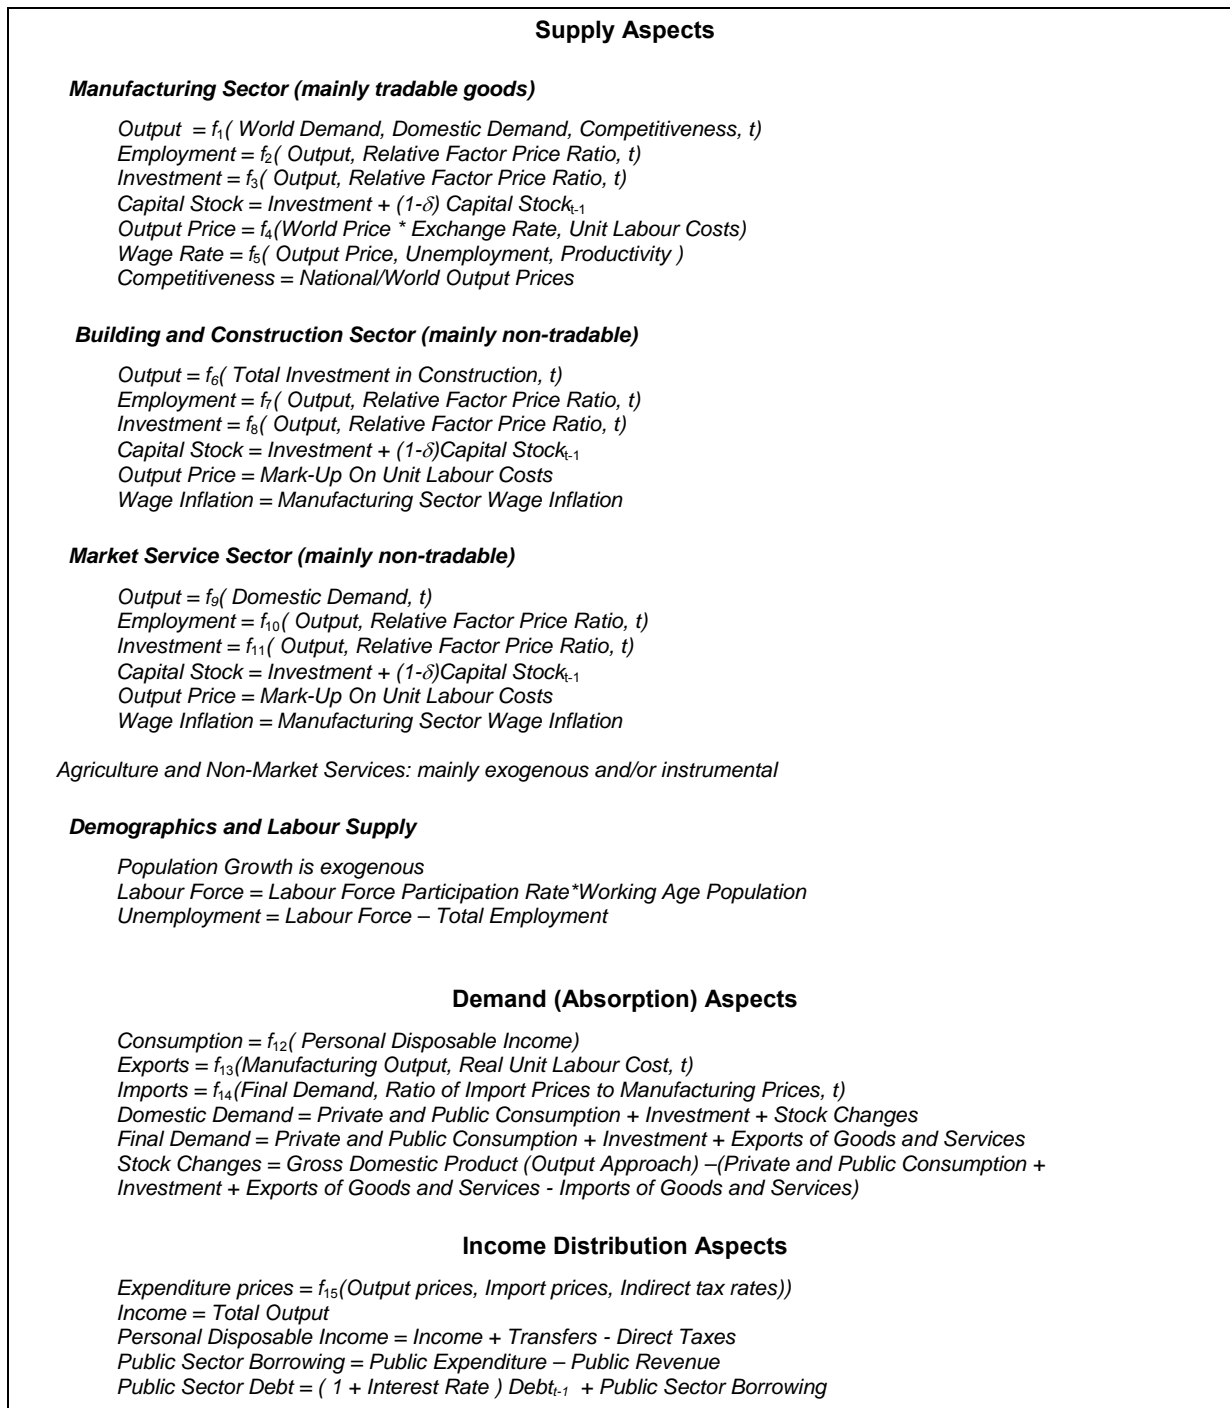 Supply Aspects
Manufacturing Sector (mainly tradable goods)
Output = f1( World Demand, Domestic Demand, Competitiveness, t)
Employment = f2( Output, Relative Factor Price Ratio, t)
Investment = f3( Output, Relative Factor Price Ratio, t)
Capital Stock = Investment + (1-δ) Capital Stockt-1
Output Price = f4(World Price * Exchange Rate, Unit Labour Costs)
Wage Rate = f5( Output Price, Unemployment, Productivity )
Competitiveness = National/World Output Prices
Building and Construction Sector (mainly non-tradable)
Output = f6( Total Investment in Construction, t)
Employment = f7( Output, Relative Factor Price Ratio, t)
Investment = f8( Output, Relative Factor Price Ratio, t)
Capital Stock = Investment + (1-δ)Capital Stockt-1
Output Price = Mark-Up On Unit Labour Costs
Wage Inflation = Manufacturing Sector Wage Inflation
Market Service Sector (mainly non-tradable)
Output = f9( Domestic Demand, t)
Employment = f10( Output, Relative Factor Price Ratio, t)
Investment = f11( Output, Relative Factor Price Ratio, t)
Capital Stock = Investment + (1-δ)Capital Stockt-1
Output Price = Mark-Up On Unit Labour Costs
Wage Inflation = Manufacturing Sector Wage Inflation
Agriculture and Non-Market Services: mainly exogenous and/or instrumental
Demographics and Labour Supply
Population Growth is exogenous
Labour Force = Labour Force Participation Rate*Working Age Population
Unemployment = Labour Force – Total Employment
Demand (Absorption) Aspects
Consumption = f12( Personal Disposable Income)
Exports = f13(Manufacturing Output, Real Unit Labour Cost, t)
Imports = f14(Final Demand, Ratio of Import Prices to Manufacturing Prices, t)
Domestic Demand = Private and Public Consumption + Investment + Stock Changes
Final Demand = Private and Public Consumption + Investment + Exports of Goods and Services
Stock Changes = Gross Domestic Product (Output Approach) –(Private and Public Consumption +
Investment + Exports of Goods and Services - Imports of Goods and Services)
Income Distribution Aspects
Expenditure prices = f15(Output prices, Import prices, Indirect tax rates))
Income = Total Output
Personal Disposable Income = Income + Transfers - Direct Taxes
Public Sector Borrowing = Public Expenditure – Public Revenue
Public Sector Debt = ( 1 + Interest Rate ) Debtt-1 + Public Sector Borrowing